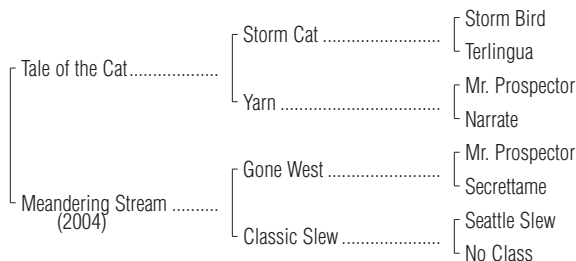 Storm Bird
Storm Cat ..............................
Terlingua
Tale of the Cat...................
Mr. Prospector
Yarn .........................................
Narrate
Mr. Prospector
Gone West .............................
Secrettame
Meandering Stream ..........
(2004)
Seattle Slew
Classic Slew.........................
No Class